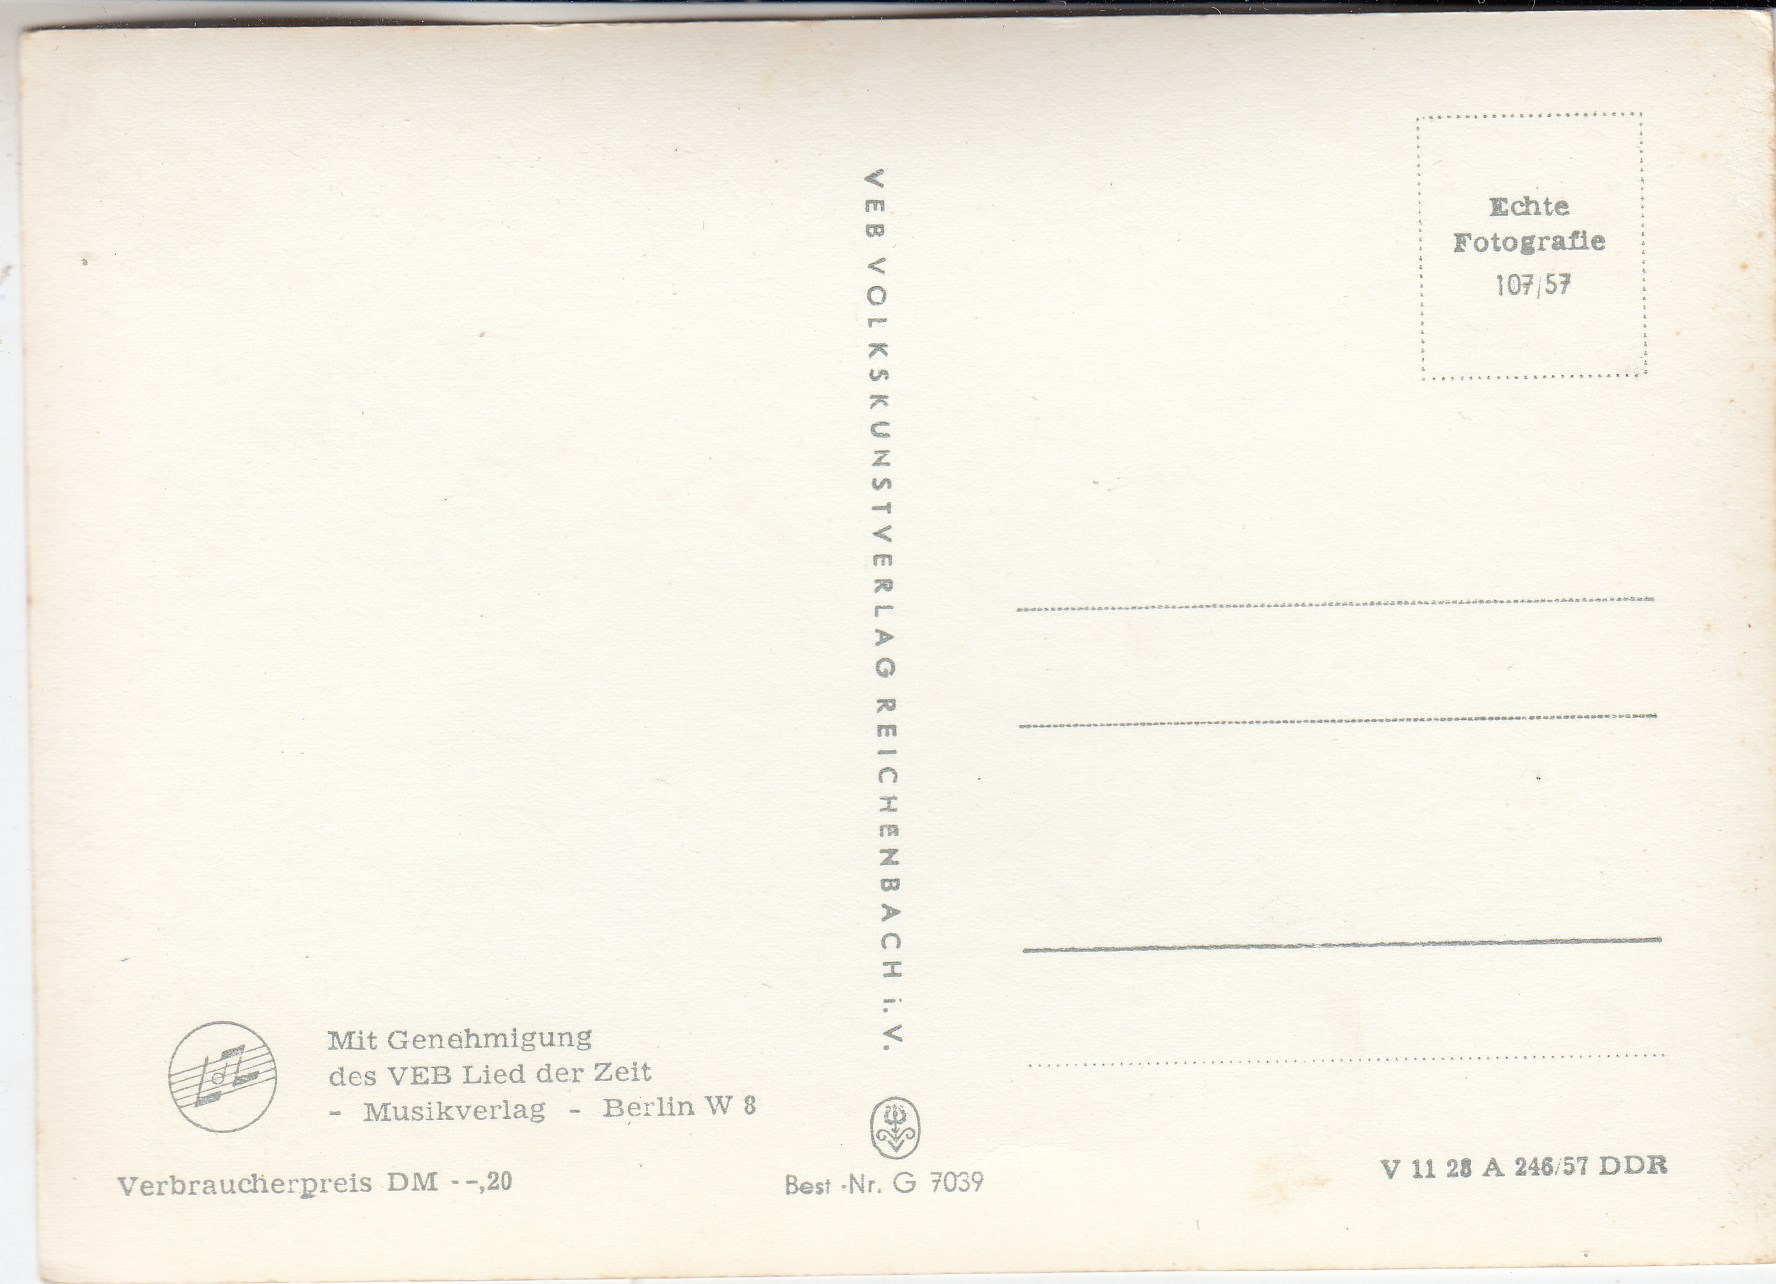 Echte
Fotografie
107/57
VEB VOLKSKUNSTVERLAG REICHENBACH i. V.
LdZ
Mit Genehmigung
des VEB Lied der Zeit
- Musikverlag - Berlin W 8
Verbraucherpreis DM --,20
Best.-Nr. G 7039
V 11 28 A 246/57 DDR